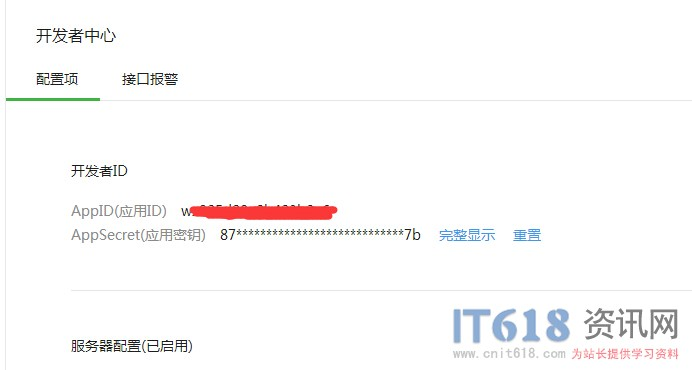 开发者中心
配置项 接口报警
开发者ID
AppID(应用ID)
AppSecret(应用密钥) 87****************************7b 完整显示 重置
服务器配置(已启用)
IT618 资讯网
www.cnit618.com 为站长提供学习资料